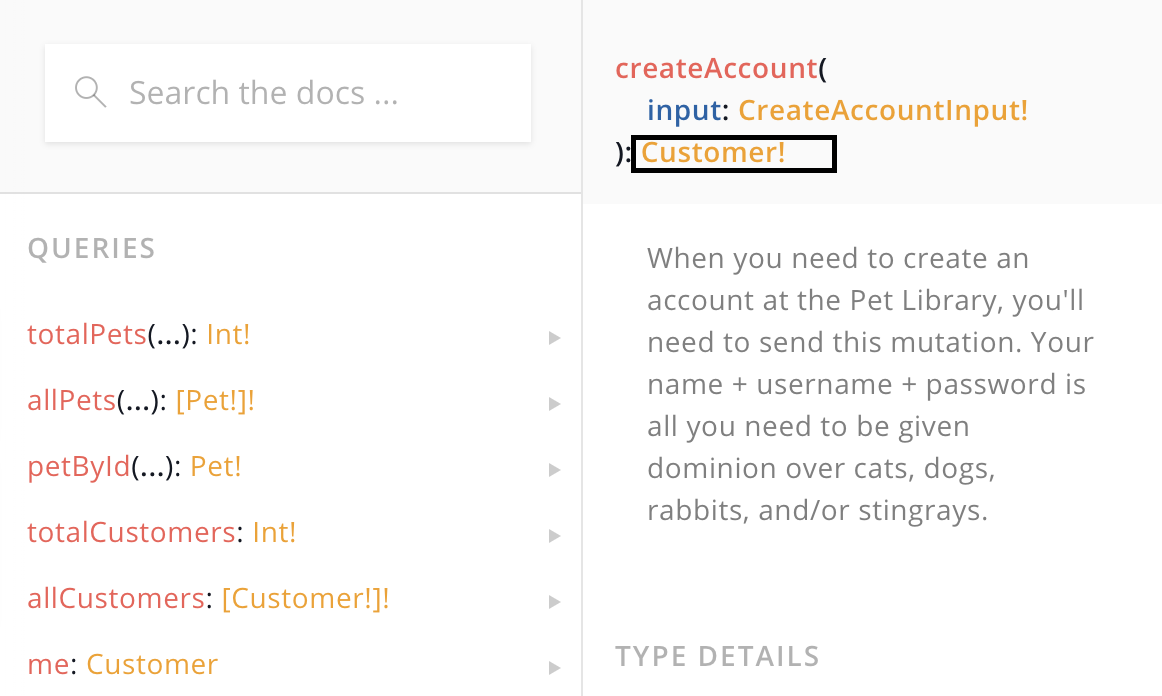 Search the docs ...
QUERIES
totalPets(...): Int!
allPets(...): [Pet!]!
petById(...): Pet!
totalCustomers: Int!
allCustomers: [Customer!]!
me: Customer
createAccount(
input: CreateAccountInput!
): Customer!
When you need to create an
account at the Pet Library, you'll
need to send this mutation. Your
name + username + password is
all you need to be given
dominion over cats, dogs,
rabbits, and/or stingrays.
TYPE DETAILS